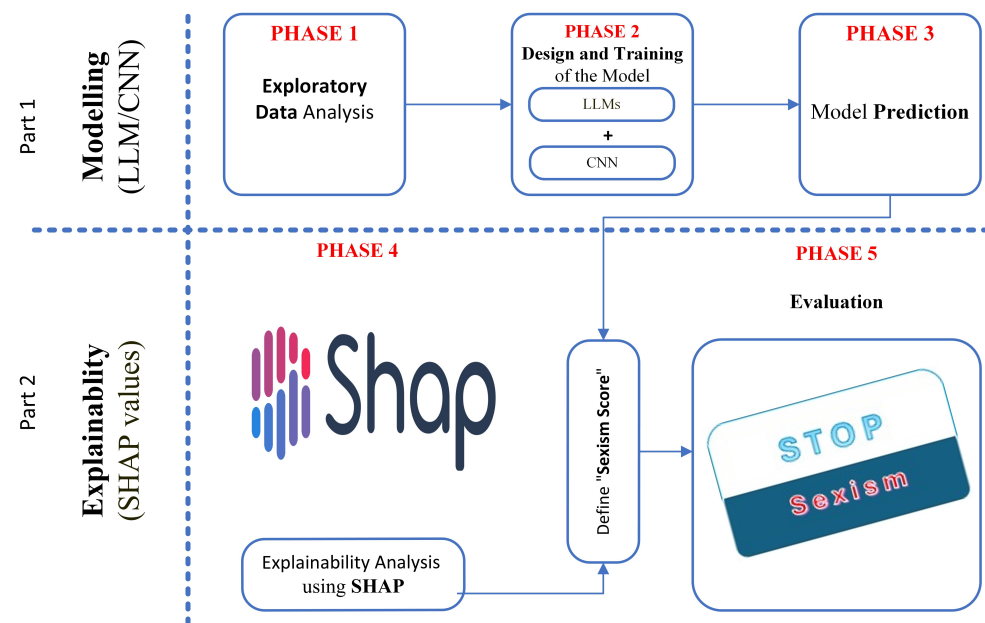 Part 1
Modelling
(LLM/CNN)
PHASE 1
Exploratory
Data Analysis
PHASE 2
Design and Training
of the Model
LLMs
+
CNN
PHASE 3
Model Prediction
Part 2
Explainablity
(SHAP values)
PHASE 4
Shap
Explainability Analysis
using SHAP
Define "Sexism Score"
PHASE 5
Evaluation
STOP
Sexism